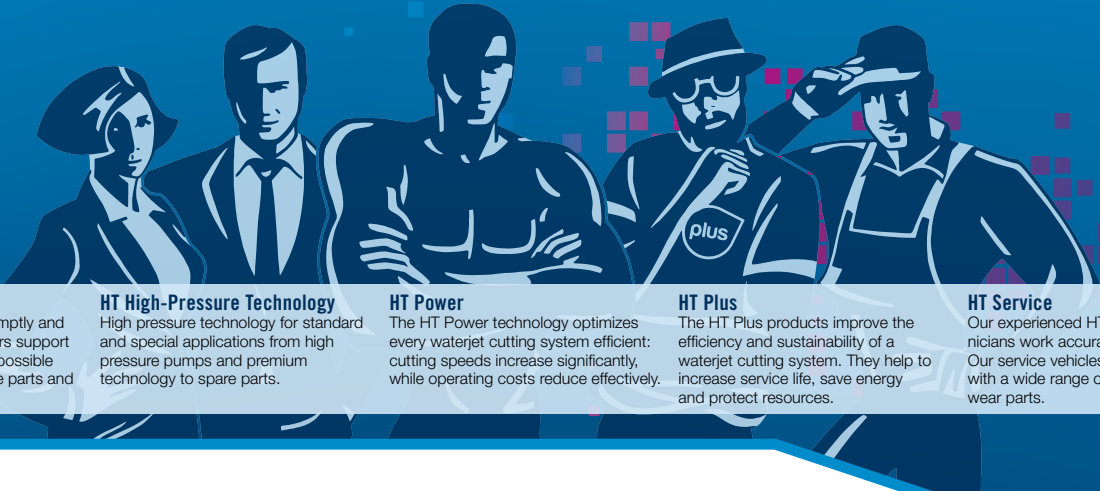 plus
mptly and
rs support
possible
e parts and
HT High-Pressure Technology
High pressure technology for standard
and special applications from high
pressure pumps and premium
technology to spare parts.
HT Power
The HT Power technology optimizes
every waterjet cutting system efficient:
cutting speeds increase significantly,
while operating costs reduce effectively.
HT Plus
The HT Plus products improve the
efficiency and sustainability of a
waterjet cutting system. They help to
increase service life, save energy
and protect resources.
HT Service
Our experienced HT
nicians work accura
Our service vehicles
with a wide range o
wear parts.